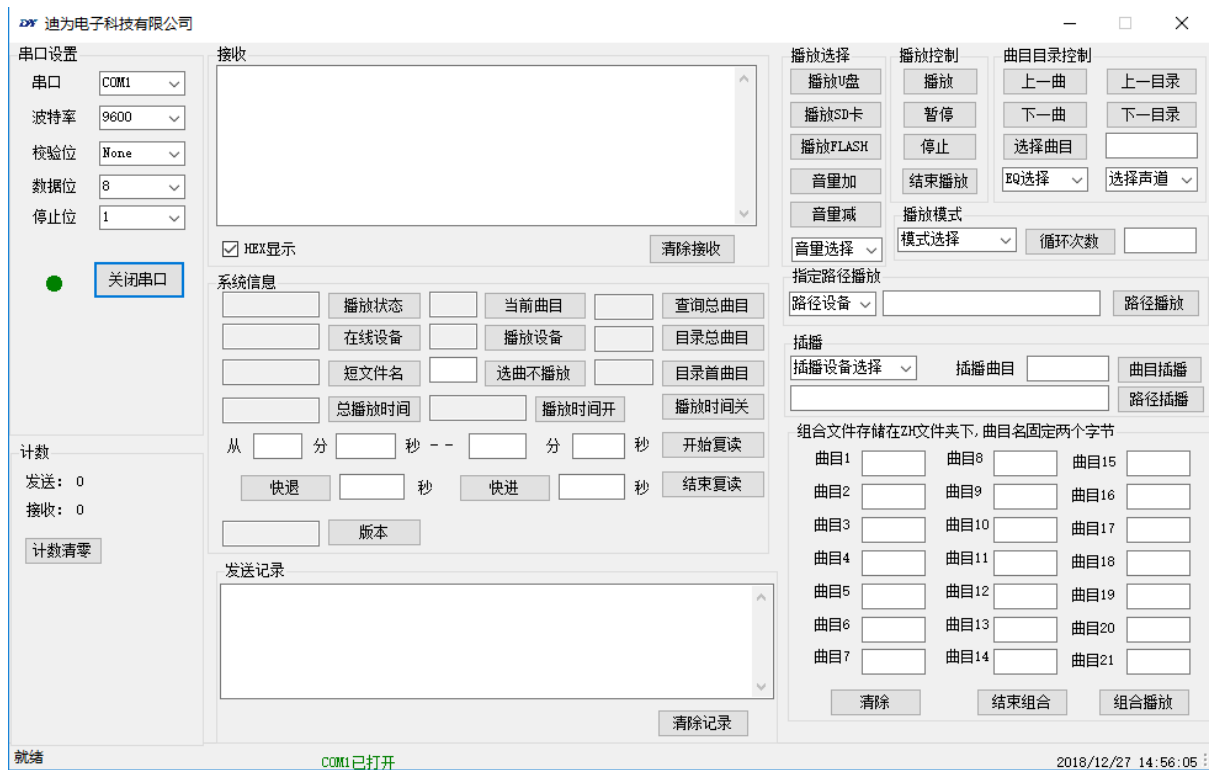 DY 迪为电子科技有限公司
串口设置
串口 COM1
波特率 9600
校验位 None
数据位 8
停止位 1
关闭串口
计数
发送: 0
接收: 0
计数清零
接收
HEX显示 清除接收
系统信息
播放状态 当前曲目 查询总曲目
在线设备 播放设备 目录总曲目
短文件名 选曲不播放 目录首曲目
总播放时间 播放时间开 播放时间关
从 分 秒 -- 分 秒 开始复读
快退 秒 快进 秒 结束复读
版本
发送记录
清除记录
播放选择
播放U盘
播放SD卡
播放FLASH
音量加
音量减
音量选择
播放控制
播放
暂停
停止
结束播放
曲目目录控制
上一曲 上一目录
下一曲 下一目录
选择曲目
EQ选择 选择声道
播放模式
模式选择 循环次数
指定路径播放
路径设备 路径播放
插播
插播设备选择 插播曲目 曲目插播
路径插播
组合文件存储在ZH文件夹下,曲目名固定两个字节
曲目1 曲目8 曲目15
曲目2 曲目9 曲目16
曲目3 曲目10 曲目17
曲目4 曲目11 曲目18
曲目5 曲目12 曲目19
曲目6 曲目13 曲目20
曲目7 曲目14 曲目21
清除 结束组合 组合播放
就绪 COM1已打开 2018/12/27 14:56:05